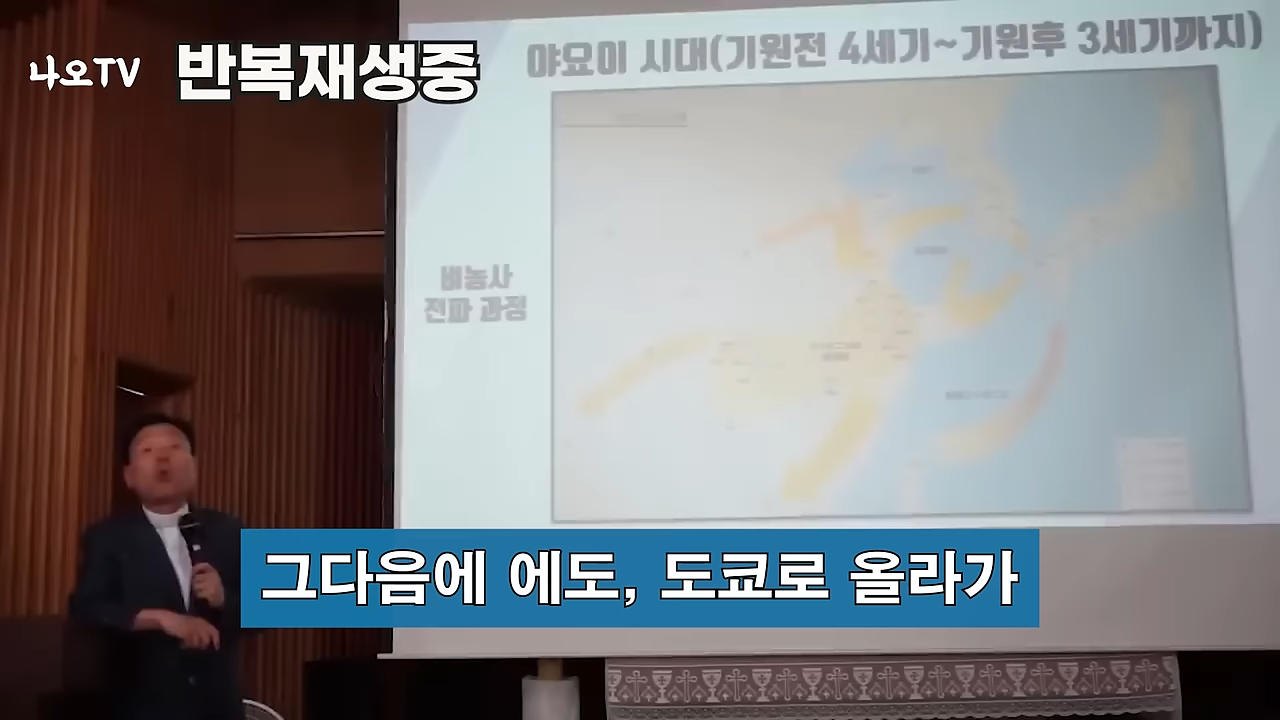 나오TV 반복재생중
야요이 시대(기원전 4세기~기원후 3세기까지)
벼농사
전파 과정
그다음에 에도, 도쿄로 올라가